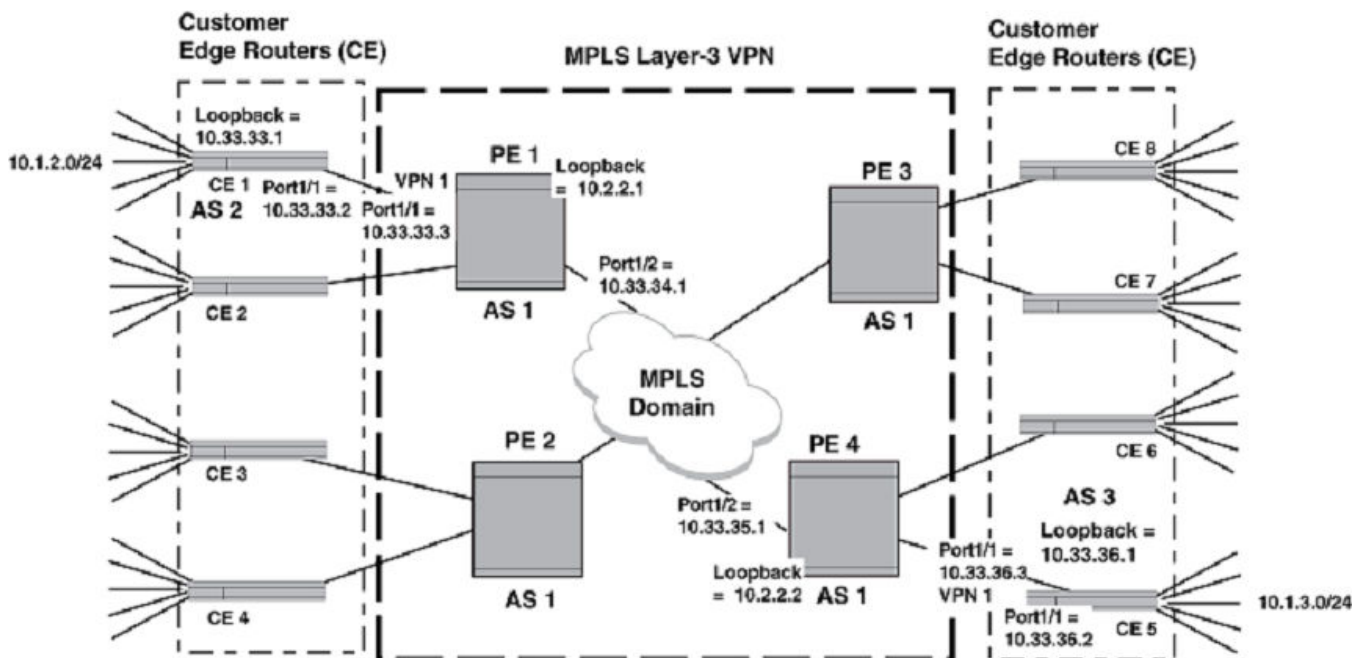 Customer
Edge Routers (CE)
MPLS Layer-3 VPN
Customer
Edge Routers (CE)
Loopback =
10.33.33.1
10.1.2.0/24
CE 1
AS 2
Port1/1 =
10.33.33.2
VPN 1
Port1/1 =
10.33.33.3
PE 1
Loopback
= 10.2.2.1
AS 1
Port1/2 =
10.33.34.1
CE 2
PE 3
AS 1
CE 8
CE 7
MPLS
Domain
CE 3
CE 4
PE 2
AS 1
PE 4
Port1/2 =
10.33.35.1
Loopback
= 10.2.2.2
AS 1
CE 6
AS 3
Loopback =
10.33.36.1
Port1/1 =
10.33.36.3
VPN 1
Port1/1 =
10.33.36.2
CE 5
10.1.3.0/24